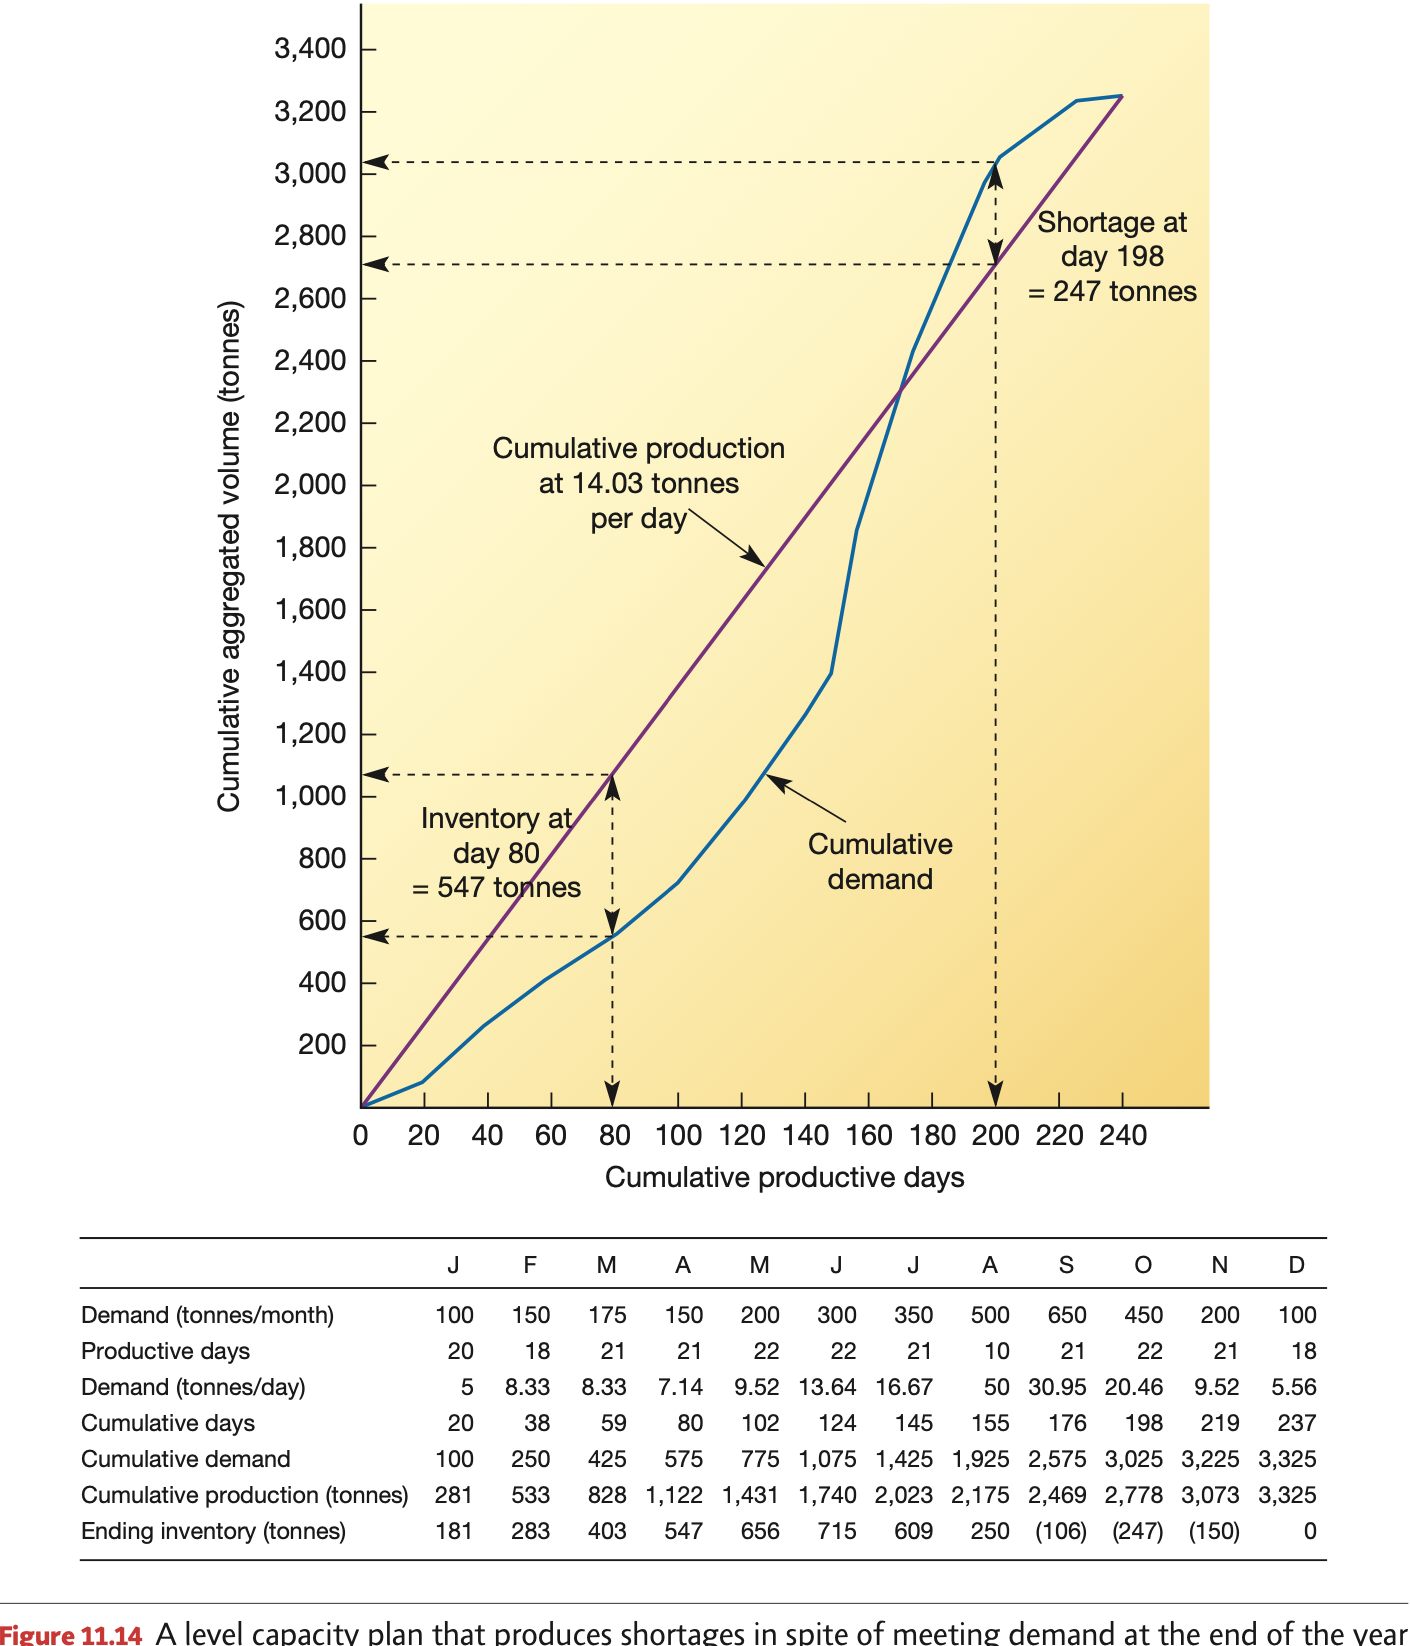 3,400
3,200
3,000
2,800
2,600
2,400
2,200
2,000
1,800
1,600
1,400
1,200
1,000
800
600
400
200
Cumulative aggregated volume (tonnes)
Shortage at
day 198
= 247 tonnes
Cumulative production
at 14.03 tonnes
per day
Inventory at
day 80
= 547 tonnes
Cumulative
demand
0 20 40 60 80 100 120 140 160 180 200 220 240
Cumulative productive days
J F M A M J J A S O N D
Demand (tonnes/month) 100 150 175 150 200 300 350 500 650 450 200 100
Productive days 20 18 21 21 22 22 21 10 21 22 21 18
Demand (tonnes/day) 5 8.33 8.33 7.14 9.52 13.64 16.67 50 30.95 20.46 9.52 5.56
Cumulative days 20 38 59 80 102 124 145 155 176 198 219 237
Cumulative demand 100 250 425 575 775 1,075 1,425 1,925 2,575 3,025 3,225 3,325
Cumulative production (tonnes) 281 533 828 1,122 1,431 1,740 2,023 2,175 2,469 2,778 3,073 3,325
Ending inventory (tonnes) 181 283 403 547 656 715 609 250 (106) (247) (150) 0
Figure 11.14 A level capacity plan that produces shortages in spite of meeting demand at the end of the year